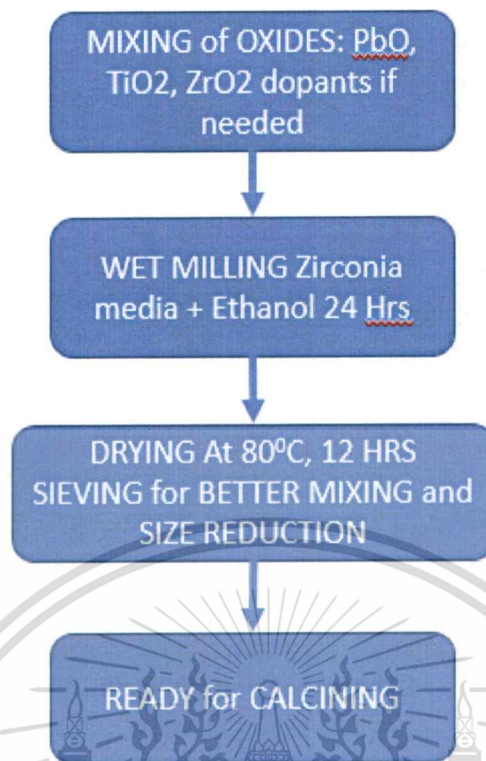 MIXING of OXIDES: PbO,
TiO2, ZrO2 dopants if
needed
WET MILLING Zirconia
media + Ethanol 24 Hrs
DRYING At 80⁰C, 12 HRS
SIEVING for BETTER MIXING and
SIZE REDUCTION
READY for CALCINING